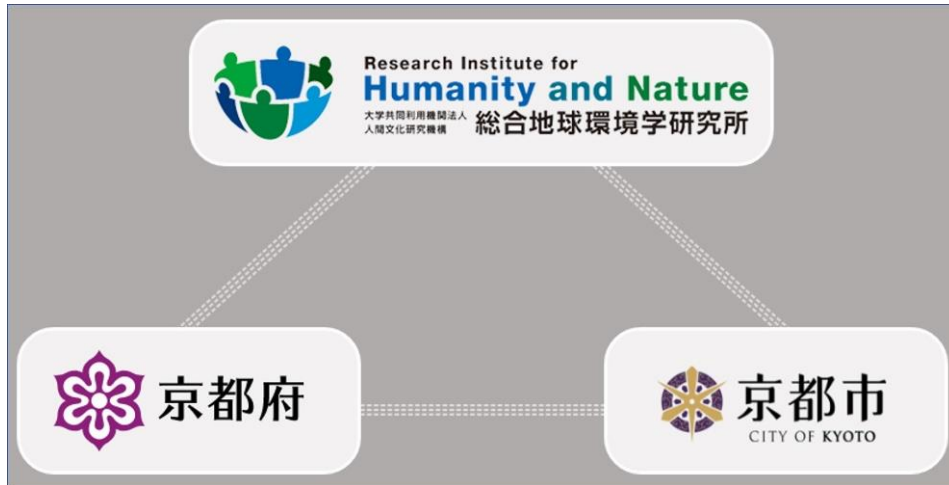 Research Institute for
Humanity and Nature
大学共同利用機関法人
人間文化研究機構
総合地球環境学研究所
京都府
京都市
CITY OF KYOTO